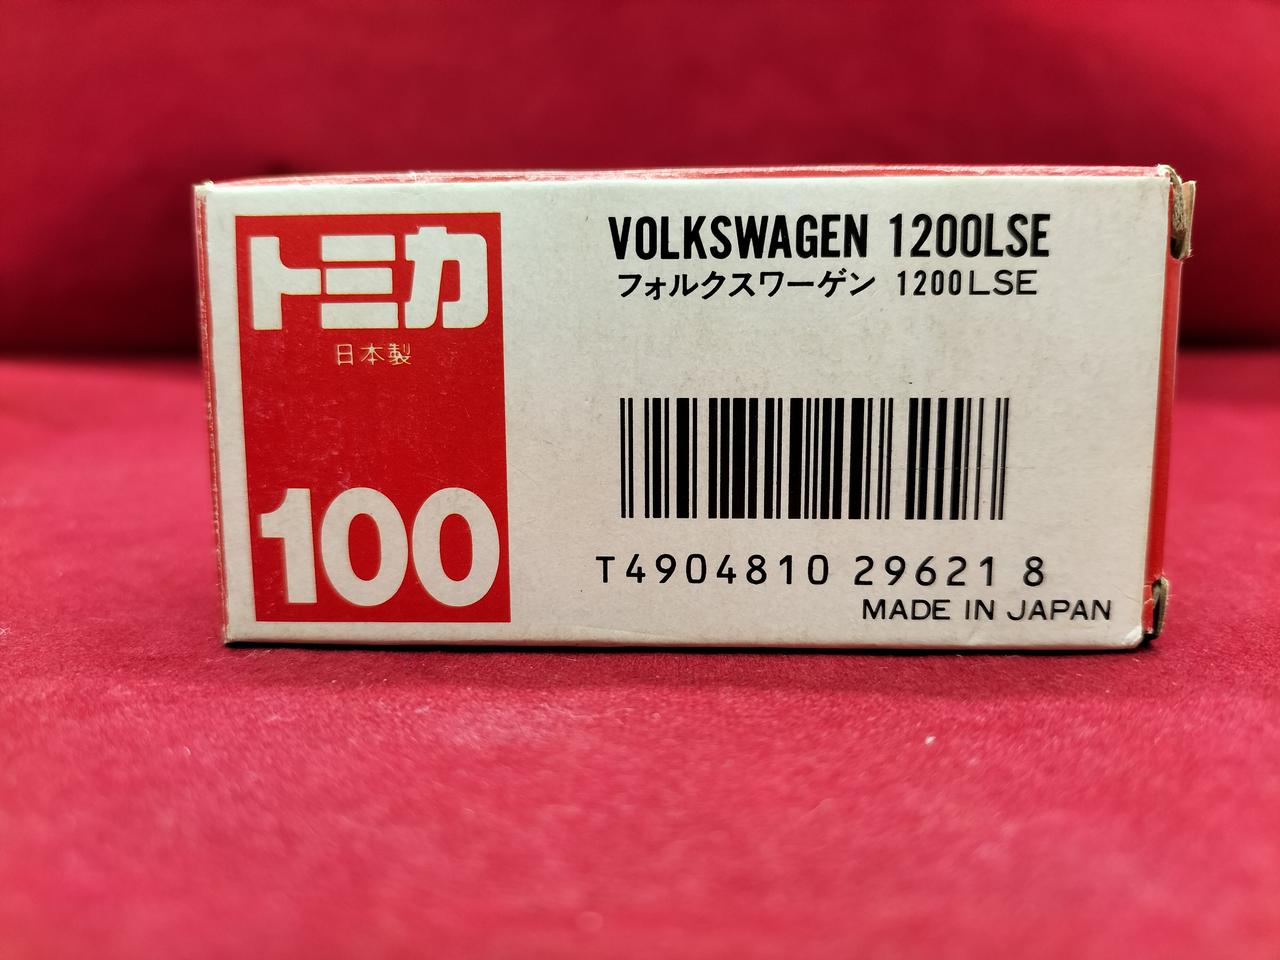 トミカ
日本製
100
VOLKSWAGEN 1200LSE
フォルクスワーゲン 1200LSE
T4904810 29621 8
MADE IN JAPAN